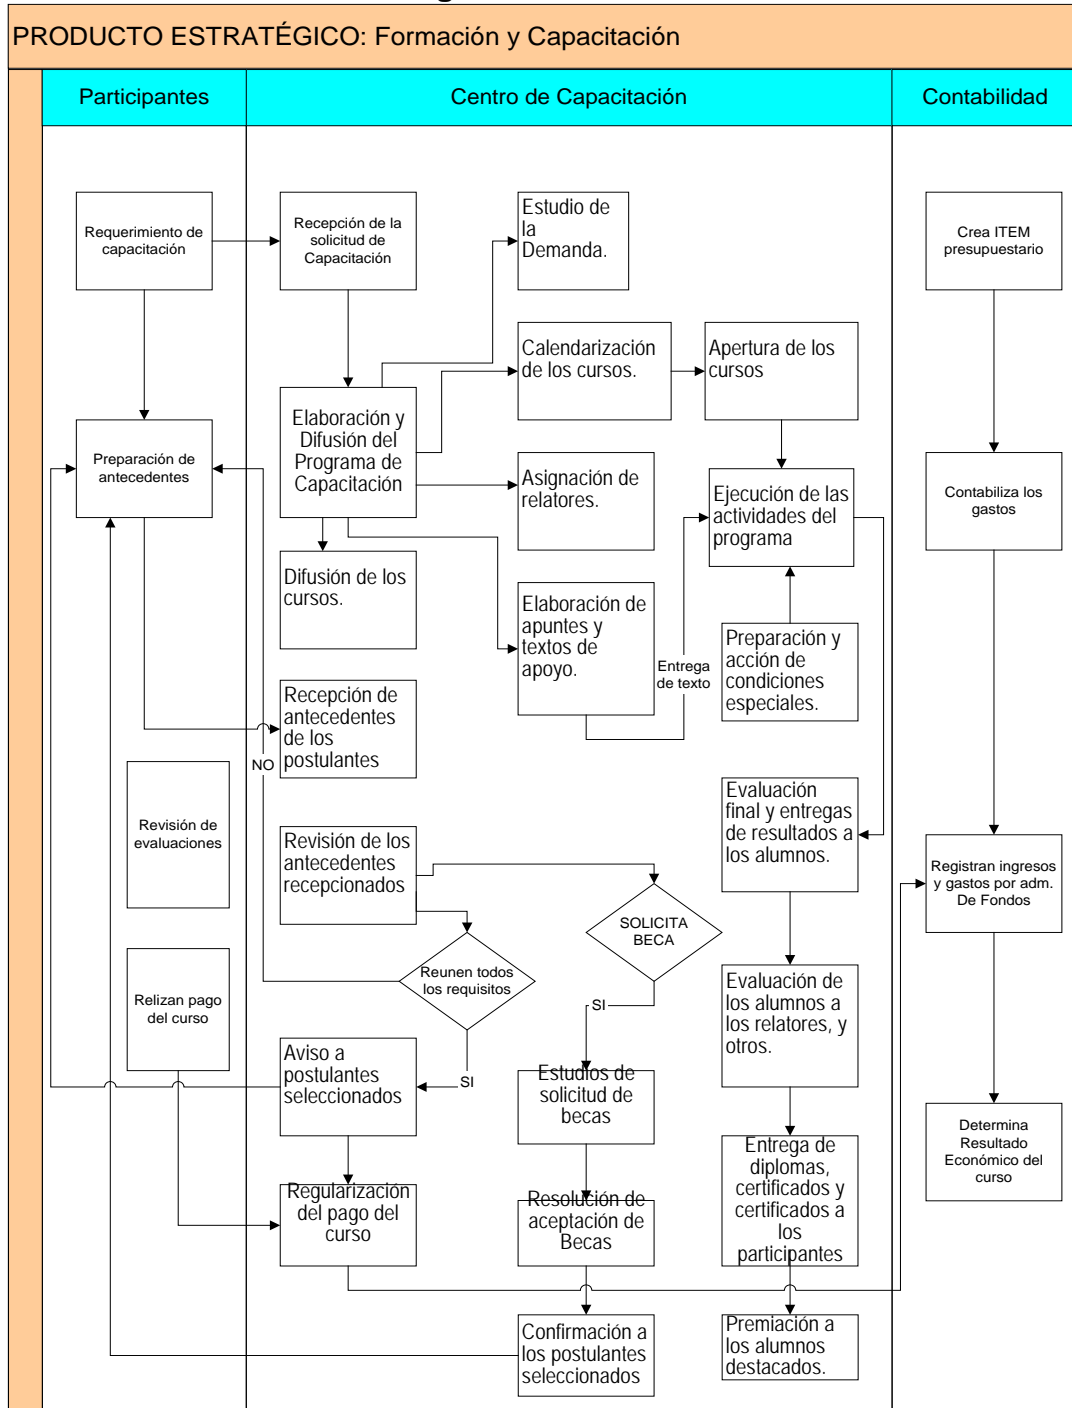 PRODUCTO ESTRATÉGICO: Formación y Capacitación
Participantes
Centro de Capacitación
Contabilidad
Requerimiento de
capacitación
Recepción de la
solicitud de
Capacitación
Estudio de
la
Demanda.
Crea ITEM
presupuestario
Calendarización
de los cursos.
Apertura de los
cursos
Elaboración y
Difusión del
Programa de
Capacitación
Preparación de
antecedentes
Asignación de
relatores.
Ejecución de las
actividades del
programa
Contabiliza los
gastos
Difusión de los
cursos.
Elaboración de
apuntes y
textos de
apoyo.
Entrega
de texto
Preparación y
acción de
condiciones
especiales.
Recepción de
antecedentes
de los
postulantes
NO
Revisión de
evaluaciones
Evaluación
final y entregas
de resultados a
los alumnos.
Revisión de los
antecedentes
recepcionados
Registran ingresos
y gastos por adm.
De Fondos
SOLICITA
BECA
Reunen todos
los requisitos
Relizan pago
del curso
SI
Evaluación de
los alumnos a
los relatores, y
otros.
Aviso a
postulantes
seleccionados
SI
Estudios de
solicitud de
becas
Determina
Resultado
Económico del
curso
Entrega de
diplomas,
certificados y
certificados a
los
participantes
Regularización
del pago del
curso
Resolución de
aceptación de
Becas
Confirmación a
los postulantes
seleccionados
Premiación a
los alumnos
destacados.